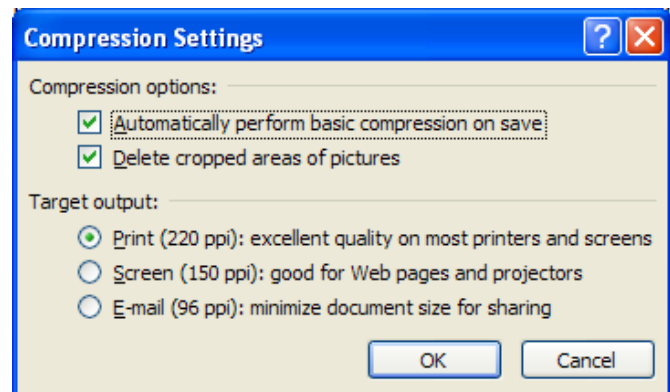 Compression Settings
?
Compression options:
Automatically perform basic compression on save
Delete cropped areas of pictures
Target output:
Print (220 ppi): excellent quality on most printers and screens
Screen (150 ppi): good for Web pages and projectors
E-mail (96 ppi): minimize document size for sharing
OK Cancel